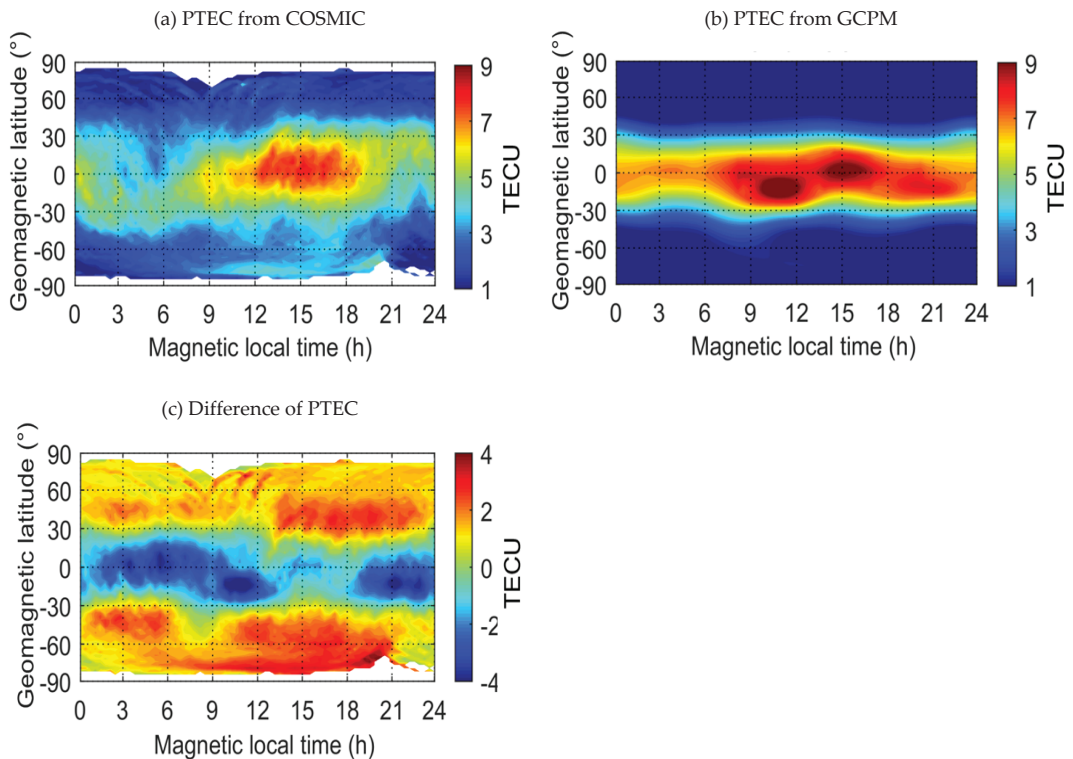 (a) PTEC from COSMIC
Geomagnetic latitude (°)
90
60
30
0
-30
-60
-90
0 3 6 9 12 15 18 21 24
Magnetic local time (h)
9
7
5
3
1
TECU
(b) PTEC from GCPM
Geomagnetic latitude (°)
90
60
30
0
-30
-60
-90
0 3 6 9 12 15 18 21 24
Magnetic local time (h)
9
7
5
3
1
TECU
(c) Difference of PTEC
Geomagnetic latitude (°)
90
60
30
0
-30
-60
-90
0 3 6 9 12 15 18 21 24
Magnetic local time (h)
4
2
0
-2
-4
TECU